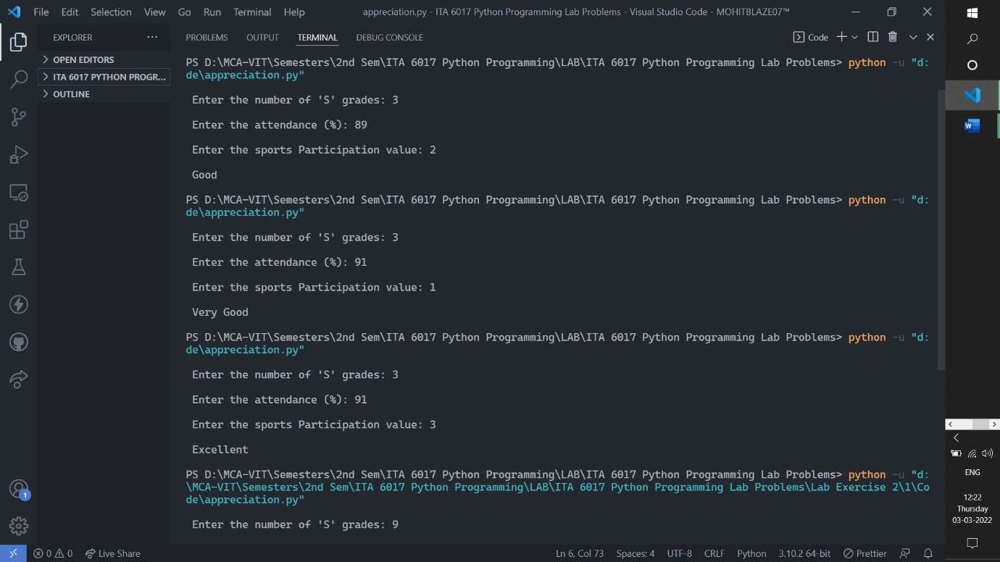 File Edit Selection View Go Run Terminal Help
appreciation.py - ITA 6017 Python Programming Lab Problems - Visual Studio Code - MOHITBLAZE07™
EXPLORER
OPEN EDITORS
ITA 6017 PYTHON PROGR...
OUTLINE
PROBLEMS OUTPUT TERMINAL DEBUG CONSOLE
Code
PS D:\MCA-VIT\Semesters\2nd Sem\ITA 6017 Python Programming\LAB\ITA 6017 Python Programming Lab Problems> python -u "d:
de\appreciation.py"
Enter the number of 'S' grades: 3
Enter the attendance (%): 89
Enter the sports Participation value: 2
Good
PS D:\MCA-VIT\Semesters\2nd Sem\ITA 6017 Python Programming\LAB\ITA 6017 Python Programming Lab Problems> python -u "d:
de\appreciation.py"
Enter the number of 'S' grades: 3
Enter the attendance (%): 91
Enter the sports Participation value: 1
Very Good
PS D:\MCA-VIT\Semesters\2nd Sem\ITA 6017 Python Programming\LAB\ITA 6017 Python Programming Lab Problems> python -u "d:
de\appreciation.py"
Enter the number of 'S' grades: 3
Enter the attendance (%): 91
Enter the sports Participation value: 3
Excellent
PS D:\MCA-VIT\Semesters\2nd Sem\ITA 6017 Python Programming\LAB\ITA 6017 Python Programming Lab Problems> python -u "d:
\MCA-VIT\Semesters\2nd Sem\ITA 6017 Python Programming\LAB\ITA 6017 Python Programming Lab Problems\Lab Exercise 2\1\Co
de\appreciation.py"
Enter the number of 'S' grades: 9
1
0 0 Live Share
Ln 6, Col 73 Spaces: 4 UTF-8 CRLF Python 3.10.2 64-bit Prettier
W
ENG
12:22
Thursday
03-03-2022